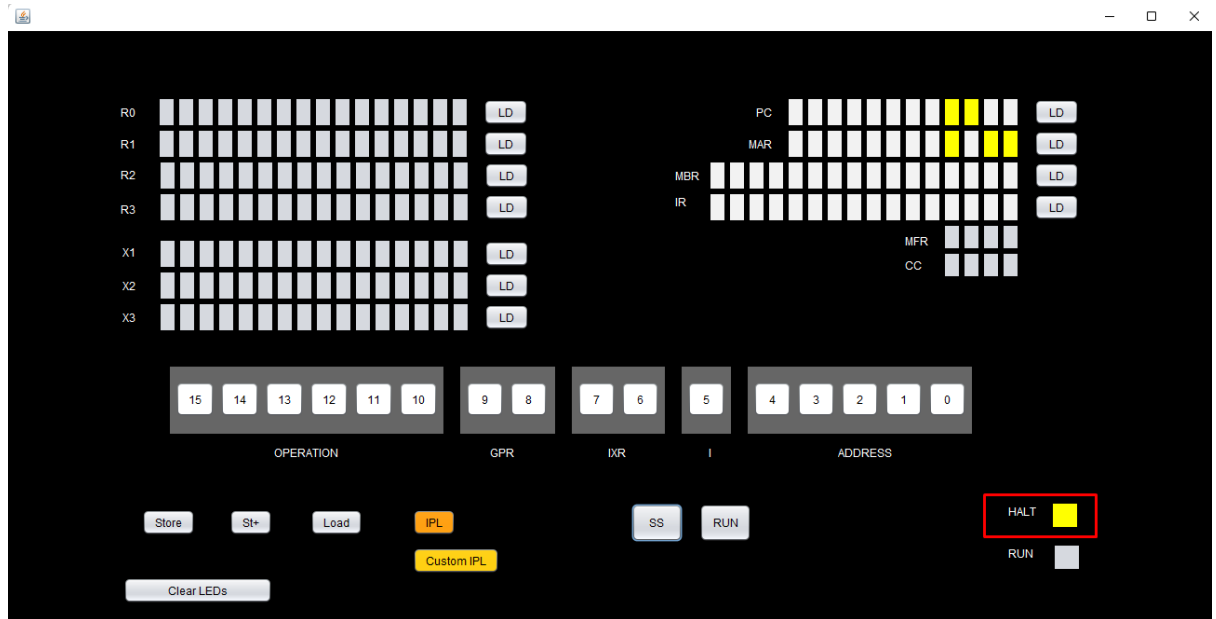 R0 LD PC LD
R1 LD MAR LD
R2 LD MBR LD
R3 LD IR LD
MFR
X1 LD CC
X2 LD
X3 LD
15 14 13 12 11 10 9 8 7 6 5 4 3 2 1 0
OPERATION GPR IXR I ADDRESS
Store St+ Load IPL SS RUN HALT
Custom IPL RUN
Clear LEDs